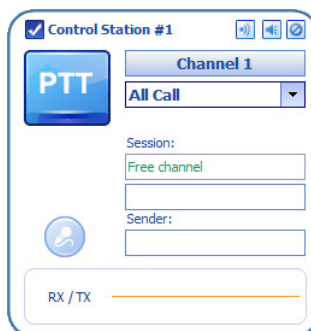 Control Station #1
PTT
Channel 1
All Call
Session:
Free channel
Sender:
RX / TX